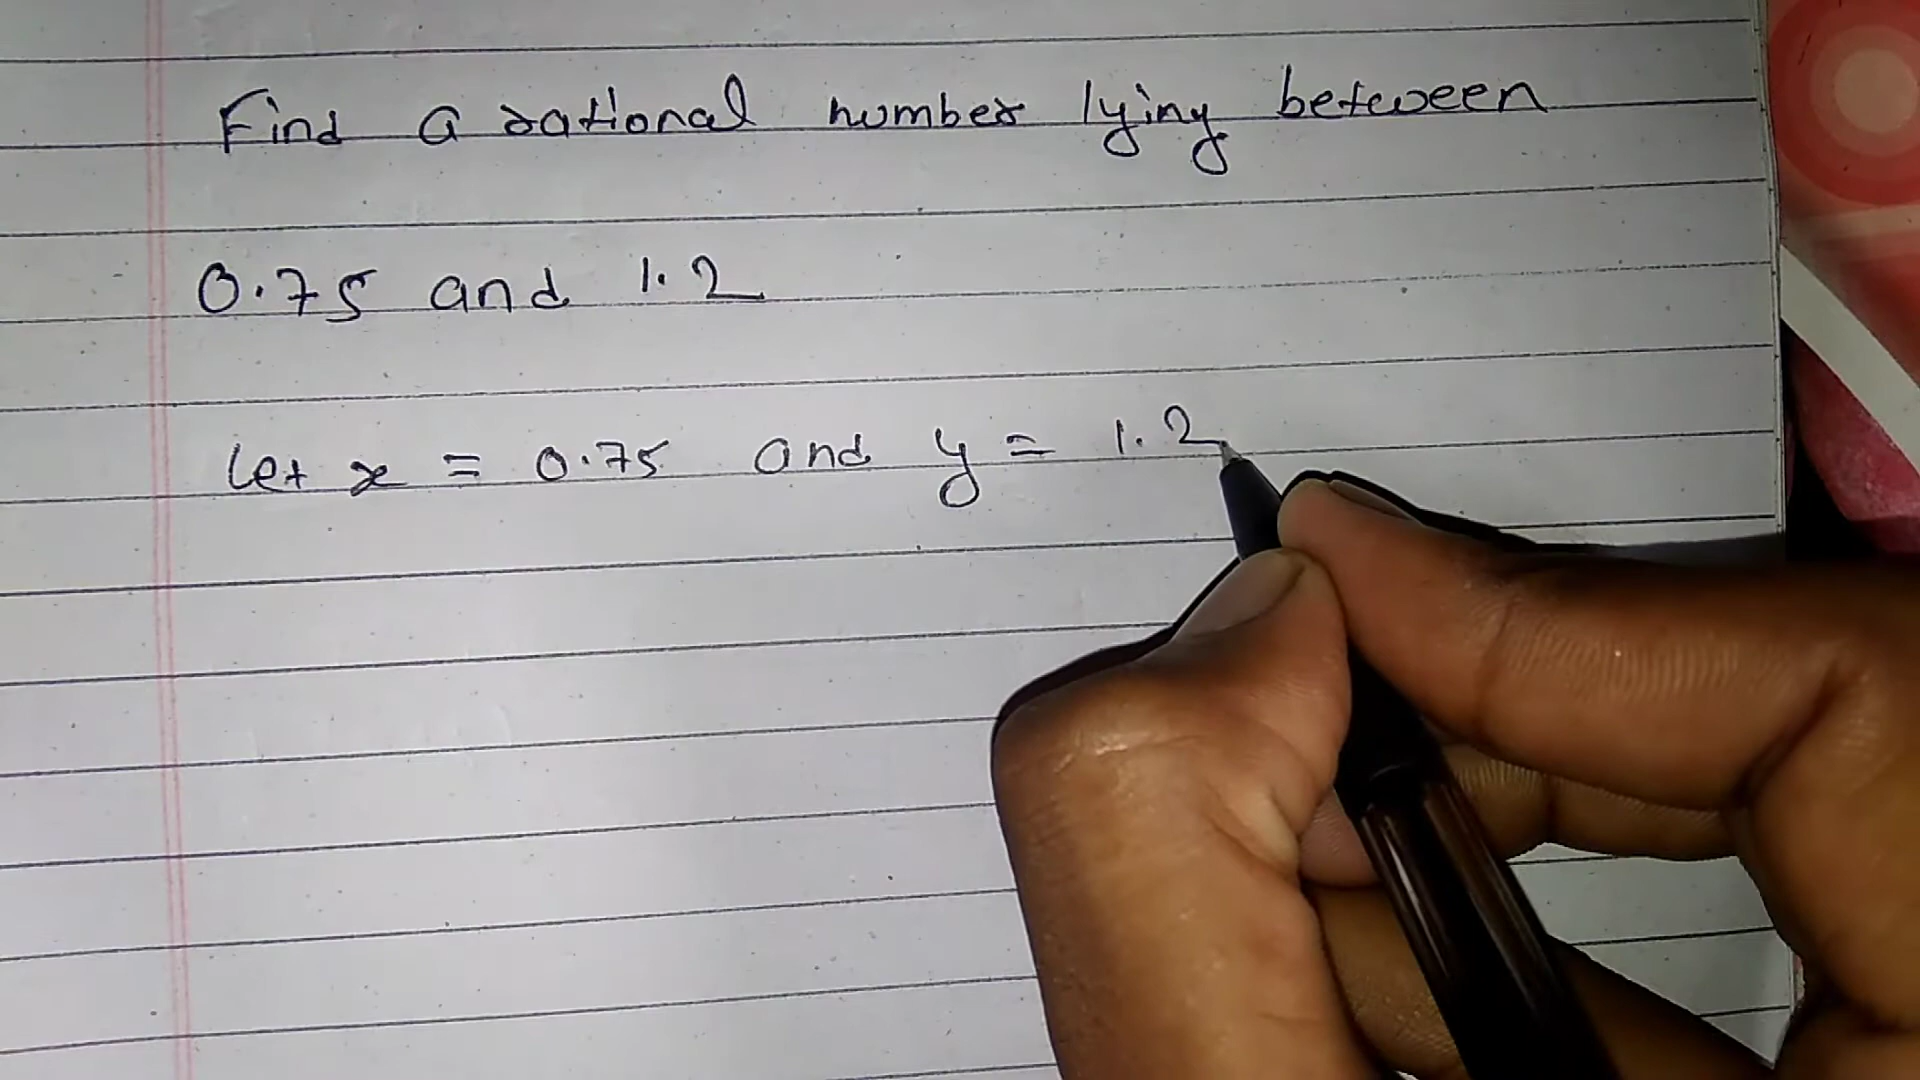 Find a rational number lying between
0.75 and 1.2
let x = 0.75 and y = 1.2